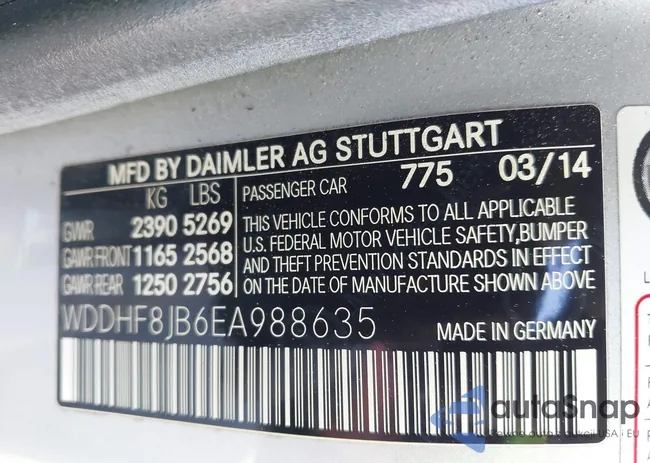 MFD BY DAIMLER AG STUTTGART
KG LBS
GWR 2390 5269
GAWR FRONT 1165 2568
GAWR REAR 1250 2756
PASSENGER CAR 775 03/14
THIS VEHICLE CONFORMS TO ALL APPLICABLE
U.S. FEDERAL MOTOR VEHICLE SAFETY,BUMPER
AND THEFT PREVENTION STANDARDS IN EFFECT
ON THE DATE OF MANUFACTURE SHOWN ABOVE
WDDHF8JB6EA988635
MADE IN GERMANY
autoSnap